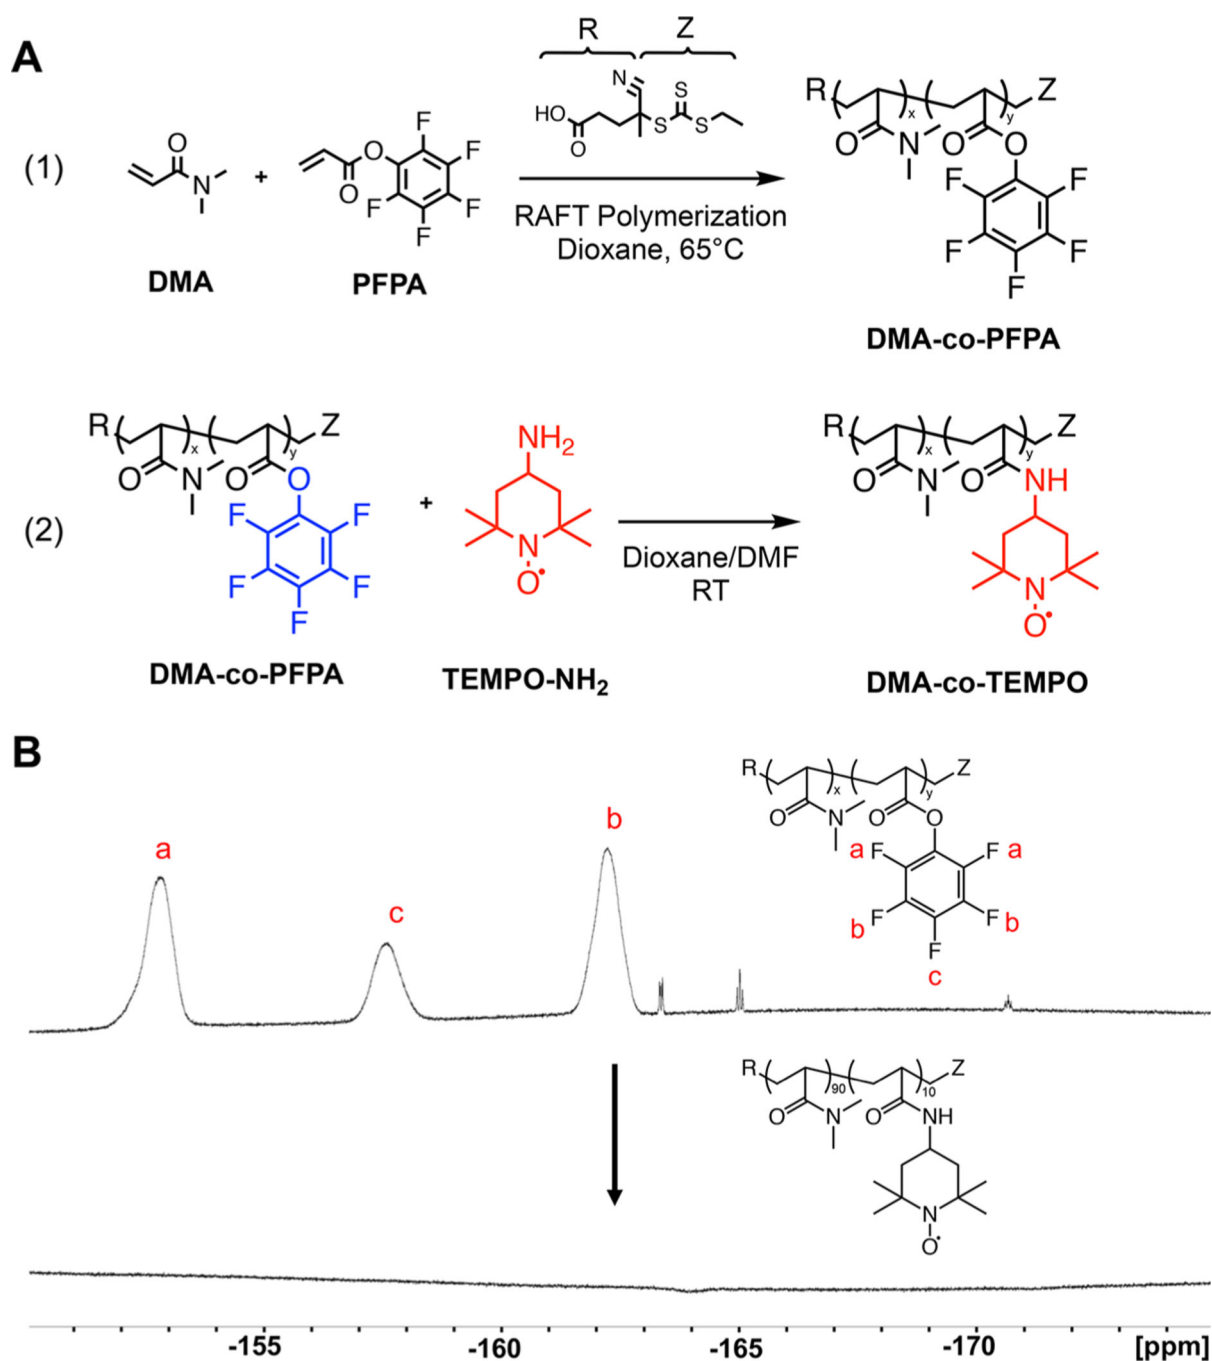 A
R Z
(1)
N
HO
O
S
S
S
O
N
+
O
O
F
F
F
F
F
RAFT Polymerization
Dioxane, 65°C
R
x
y
Z
O
N
O
O
F
F
F
F
F
DMA
PFPA
DMA-co-PFPA
(2)
R
x
y
Z
O
N
O
O
F
F
F
F
F
+
NH2
N
O•
Dioxane/DMF
RT
R
x
y
Z
O
N
O
NH
N
O•
DMA-co-PFPA
TEMPO-NH2
DMA-co-TEMPO
B
a
c
b
R
x
y
Z
O
N
O
O
a F
F a
b F
F b
F
c
R
90
10
Z
O
N
O
NH
N
O•
-155 -160 -165 -170 [ppm]